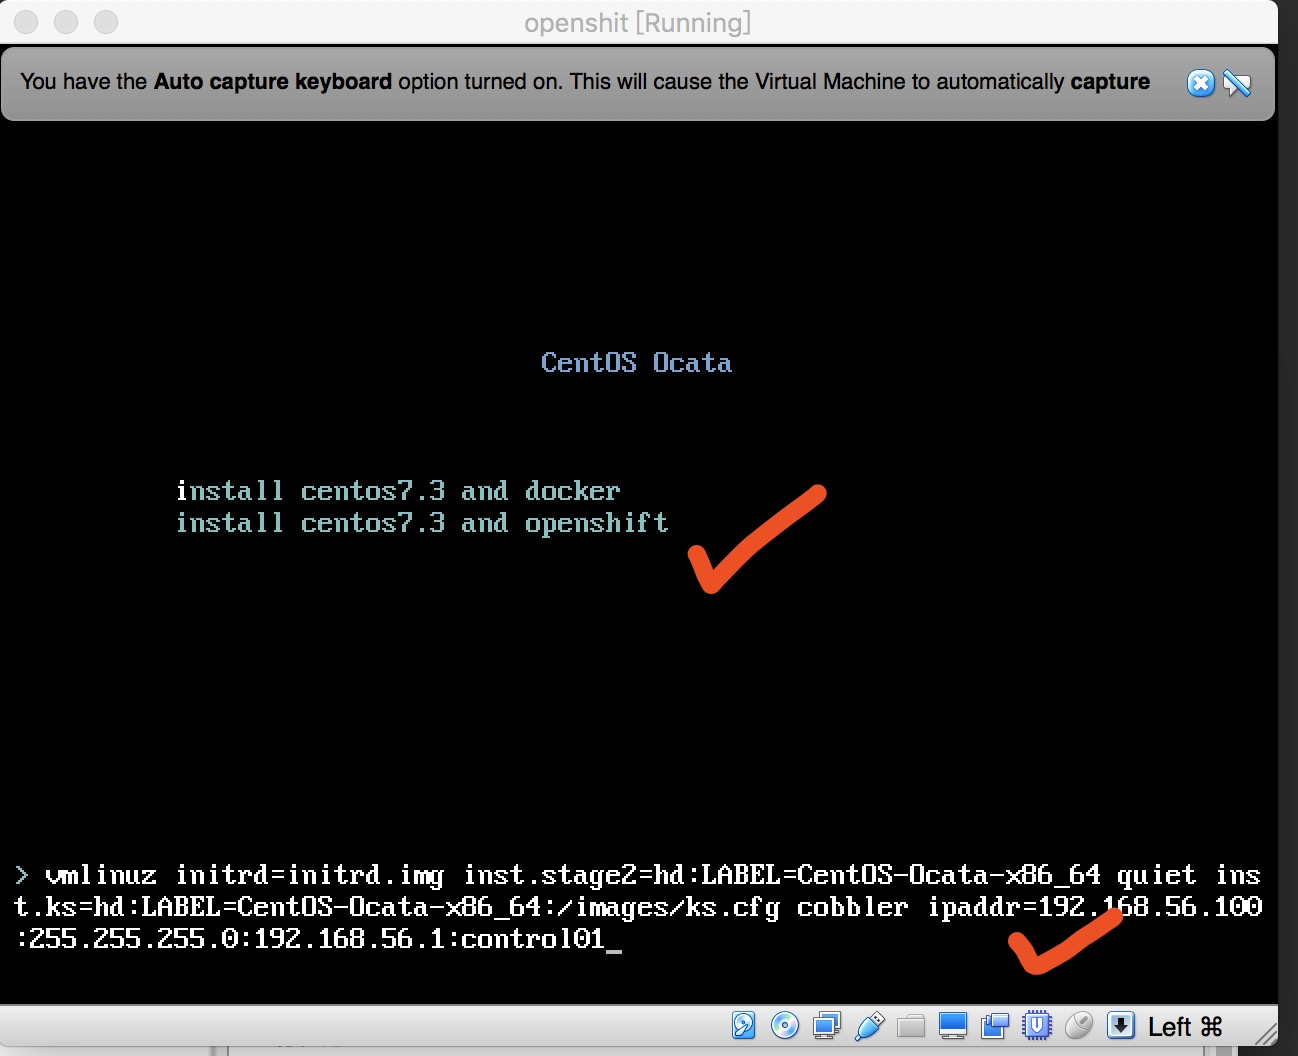 openshit [Running]
You have the Auto capture keyboard option turned on. This will cause the Virtual Machine to automatically capture
CentOS Ocata
install centos7.3 and docker
install centos7.3 and openshift
> vmlinuz initrd=initrd.img inst.stage2=hd:LABEL=CentOS-Ocata-x86_64 quiet ins
t.ks=hd:LABEL=CentOS-Ocata-x86_64:/images/ks.cfg cobbler ipaddr=192.168.56.100
:255.255.255.0:192.168.56.1:control01_
Left ⌘